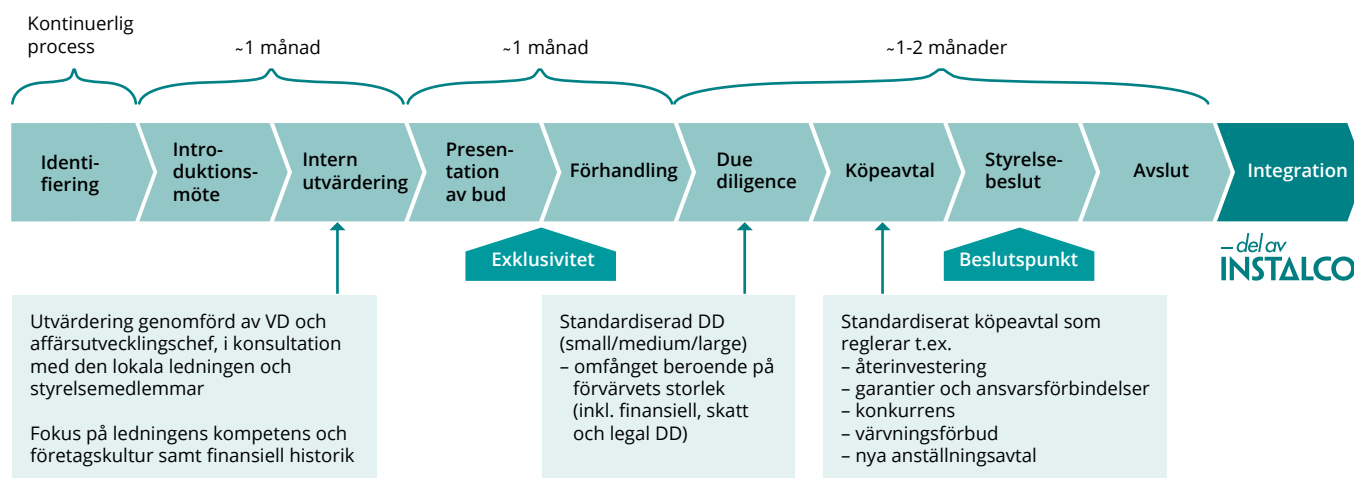 Kontinuerlig
process
~1 månad
~1 månad
~1-2 månader
Identi-
fiering
Intro-
duktions-
möte
Intern
utvärdering
Presen-
tation
av bud
Förhandling
Due
diligence
Köpeavtal
Styrelse-
beslut
Avslut
Integration
Exklusivitet
Beslutspunkt
– del av
INSTALCO
Utvärdering genomförd av VD och
affärsutvecklingschef, i konsultation
med den lokala ledningen och
styrelsemedlemmar
Fokus på ledningens kompetens och
företagskultur samt finansiell historik
Standardiserad DD
(small/medium/large)
– omfånget beroende på
förvärvets storlek
(inkl. finansiell, skatt
och legal DD)
Standardiserat köpeavtal som
reglerar t.ex.
– återinvestering
– garantier och ansvarsförbindelser
– konkurrens
– värvningsförbud
– nya anställningsavtal